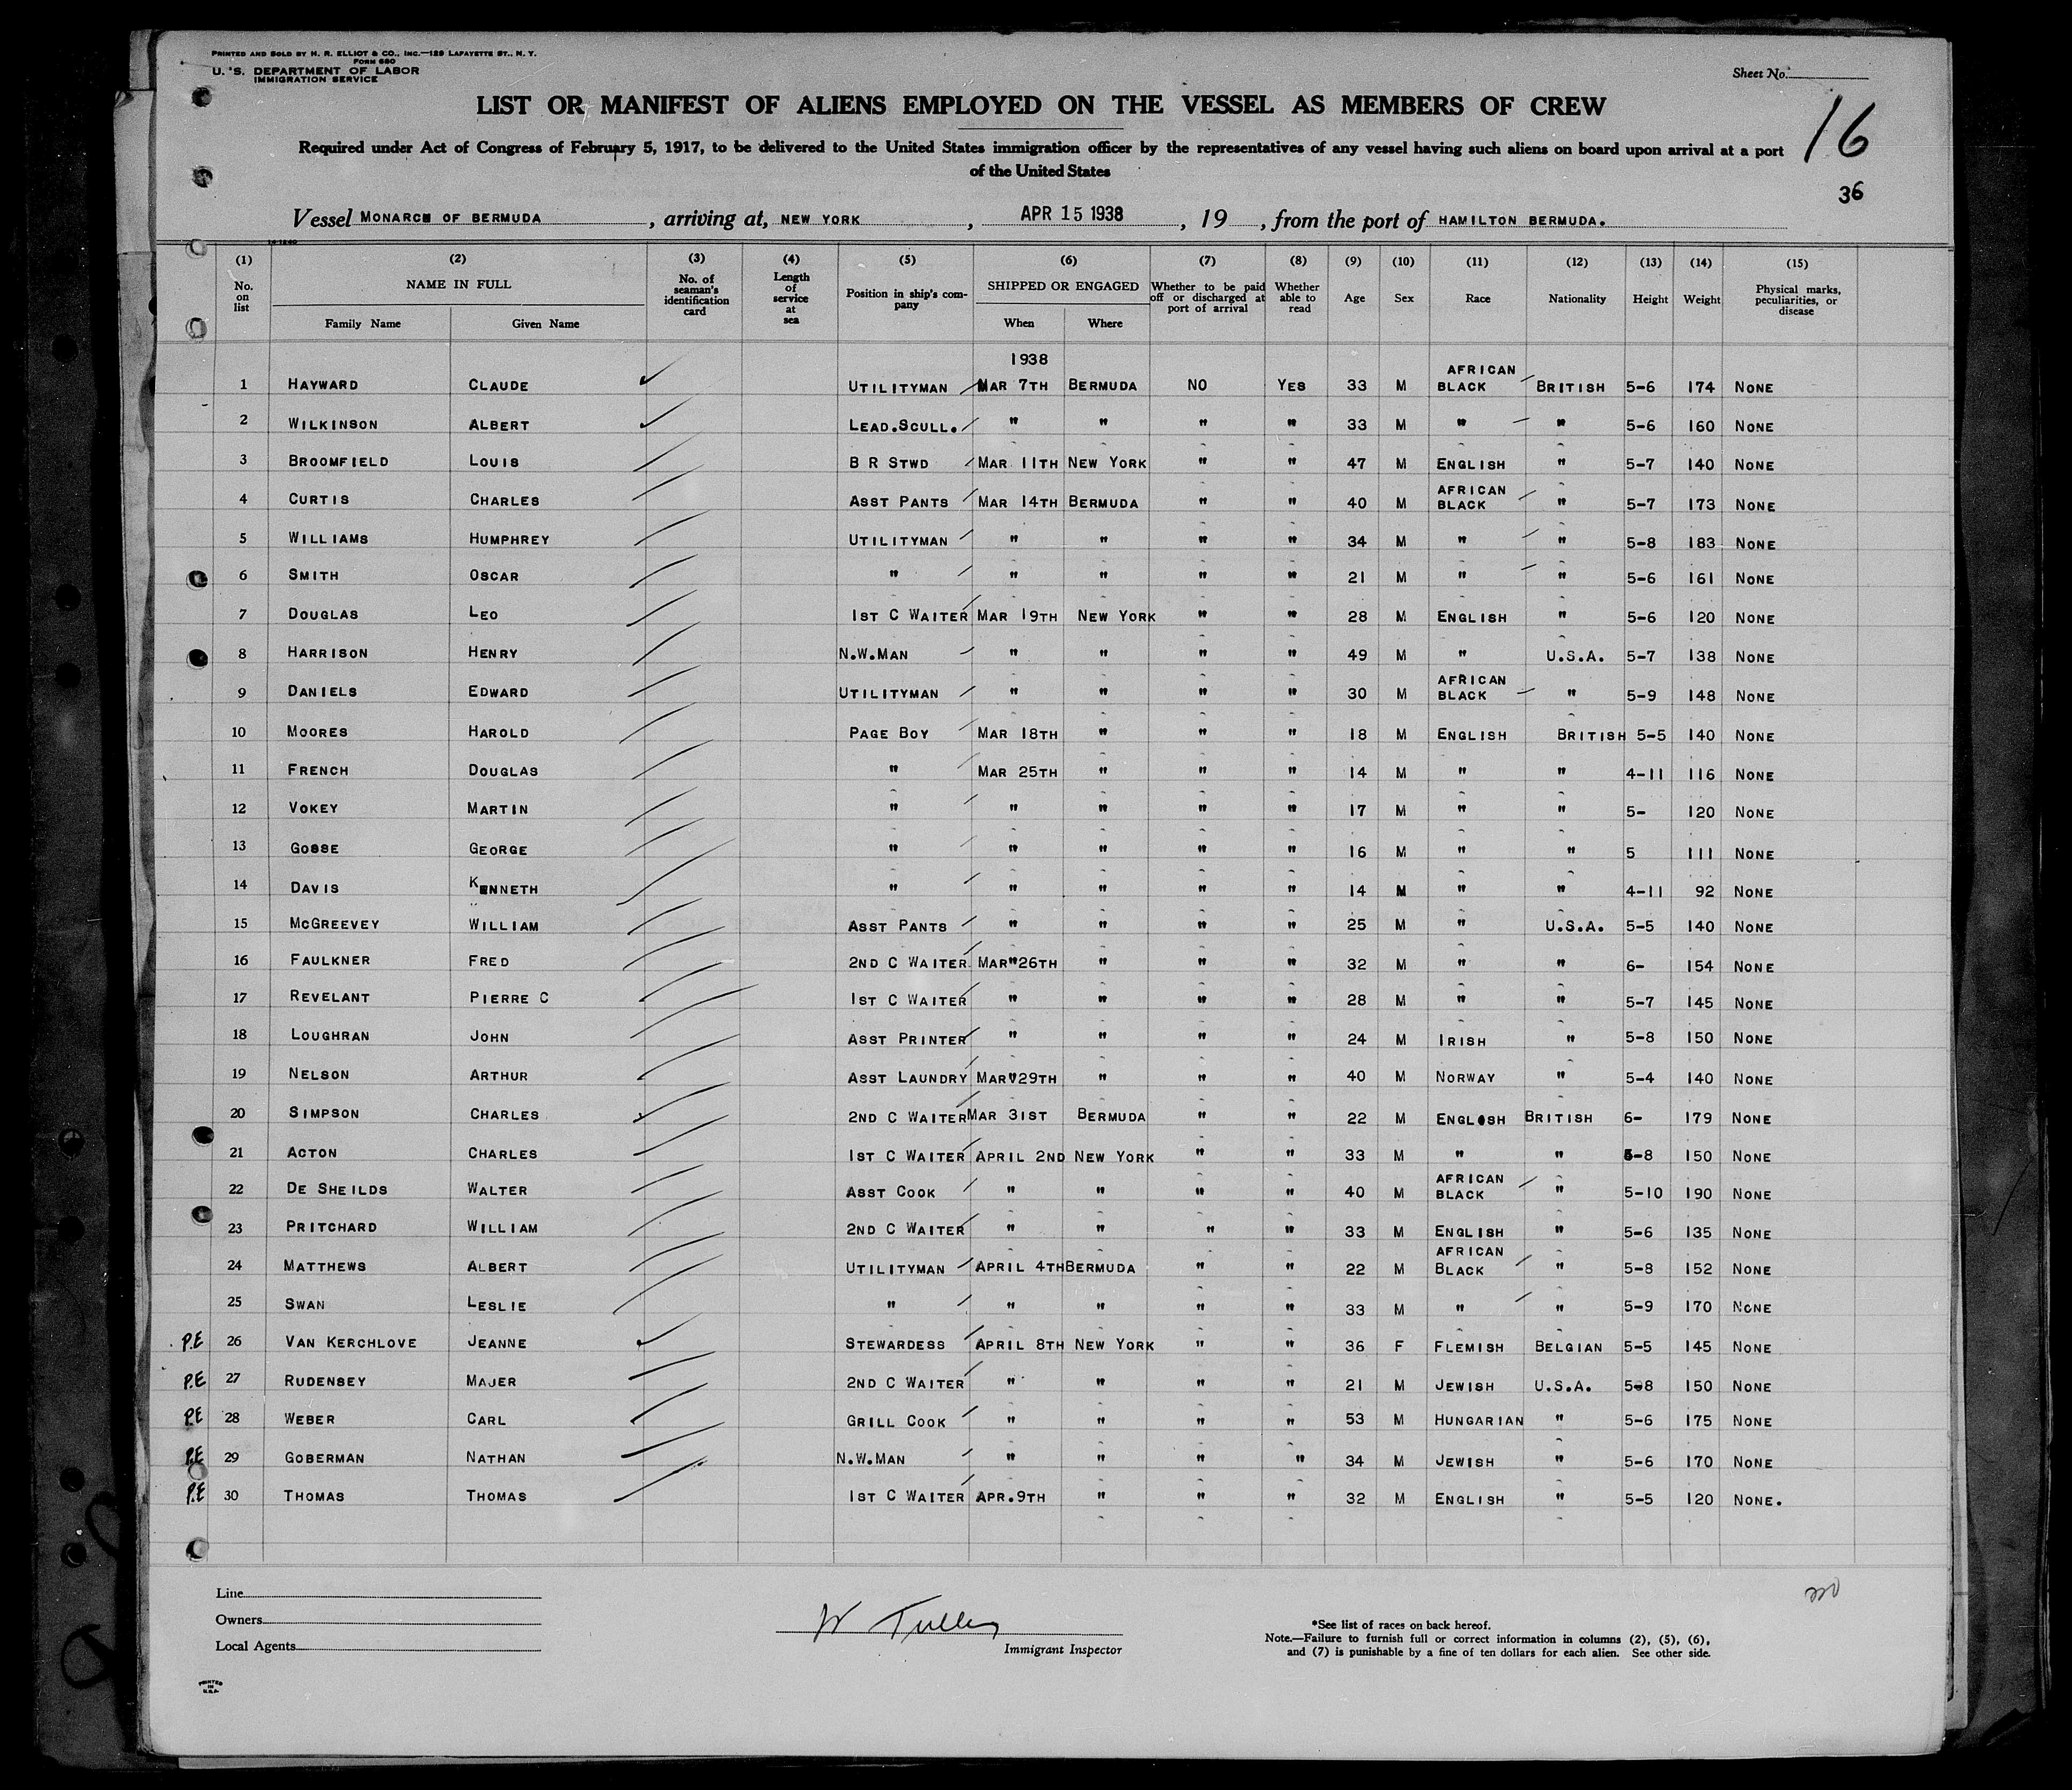 PRINTED AND SOLD BY H. R. ELLIOT & CO., INC.—129 LAFAYETTE ST., N. Y.
FORM 680
U. S. DEPARTMENT OF LABOR
IMMIGRATION SERVICE
Sheet No.
LIST OR MANIFEST OF ALIENS EMPLOYED ON THE VESSEL AS MEMBERS OF CREW
16
Required under Act of Congress of February 5, 1917, to be delivered to the United States immigration officer by the representatives of any vessel having such aliens on board upon arrival at a port
of the United States
36
Vessel MONARCH OF BERMUDA, arriving at, NEW YORK, APR 15 1938, 19, from the port of HAMILTON BERMUDA.
(1) No. on list (2) NAME IN FULL Family Name Given Name (3) No. of seaman's identification card (4) Length of service at sea (5) Position in ship's company (6) SHIPPED OR ENGAGED When Where (7) Whether to be paid off or discharged at port of arrival (8) Whether able to read (9) Age (10) Sex (11) Race (12) Nationality (13) Height (14) Weight (15) Physical marks, peculiarities, or disease
1938
1 HAYWARD CLAUDE UTILITYMAN MAR 7TH BERMUDA NO YES 33 M AFRICAN BLACK BRITISH 5-6 174 NONE
2 WILKINSON ALBERT LEAD.SCULL. " " " " 33 M " " 5-6 160 NONE
3 BROOMFIELD LOUIS B R STWD MAR 11TH NEW YORK " " 47 M ENGLISH " 5-7 140 NONE
4 CURTIS CHARLES ASST PANTS MAR 14TH BERMUDA " " 40 M AFRICAN BLACK " 5-7 173 NONE
5 WILLIAMS HUMPHREY UTILITYMAN " " " " 34 M " " 5-8 183 NONE
6 SMITH OSCAR " " " " " 21 M " " 5-6 161 NONE
7 DOUGLAS LEO 1ST C WAITER MAR 19TH NEW YORK " " 28 M ENGLISH " 5-6 120 NONE
8 HARRISON HENRY N.W.MAN " " " " 49 M " U.S.A. 5-7 138 NONE
9 DANIELS EDWARD UTILITYMAN " " " " 30 M AFRICAN BLACK " 5-9 148 NONE
10 MOORES HAROLD PAGE BOY MAR 18TH " " " 18 M ENGLISH BRITISH 5-5 140 NONE
11 FRENCH DOUGLAS " MAR 25TH " " " 14 M " " 4-11 116 NONE
12 VOKEY MARTIN " " " " " 17 M " " 5- 120 NONE
13 GOSSE GEORGE " " " " " 16 M " " 5 111 NONE
14 DAVIS KENNETH " " " " " 14 M " " 4-11 92 NONE
15 MCGREEVEY WILLIAM ASST PANTS " " " " 25 M " U.S.A. 5-5 140 NONE
16 FAULKNER FRED 2ND C WAITER MAR"26TH " " " 32 M " " 6- 154 NONE
17 REVELANT PIERRE C 1ST C WAITER " " " " 28 M " " 5-7 145 NONE
18 LOUGHRAN JOHN ASST PRINTER " " " " 24 M IRISH " 5-8 150 NONE
19 NELSON ARTHUR ASST LAUNDRY MAR"29TH " " " 40 M NORWAY " 5-4 140 NONE
20 SIMPSON CHARLES 2ND C WAITER MAR 31ST BERMUDA " " 22 M ENGLOSH BRITISH 6- 179 NONE
21 ACTON CHARLES 1ST C WAITER APRIL 2ND NEW YORK " " 33 M " " 5-8 150 NONE
22 DE SHEILDS WALTER ASST COOK " " " " 40 M AFRICAN BLACK " 5-10 190 NONE
23 PRITCHARD WILLIAM 2ND C WAITER " " " " 33 M ENGLISH " 5-6 135 NONE
24 MATTHEWS ALBERT UTILITYMAN APRIL 4TH BERMUDA " " 22 M AFRICAN BLACK " 5-8 152 NONE
25 SWAN LESLIE " " " " " 33 M " " 5-9 170 NONE
P.E 26 VAN KERCHLOVE JEANNE STEWARDESS APRIL 8TH NEW YORK " " 36 F FLEMISH BELGIAN 5-5 145 NONE
P.E 27 RUDENSEY MAJER 2ND C WAITER " " " " 21 M JEWISH U.S.A. 5-8 150 NONE
P.E 28 WEBER CARL GRILL COOK " " " " 53 M HUNGARIAN " 5-6 175 NONE
P.E 29 GOBERMAN NATHAN N.W.MAN " " " " 34 M JEWISH " 5-6 170 NONE
P.E 30 THOMAS THOMAS 1ST C WAITER APR.9TH " " " 32 M ENGLISH " 5-5 120 NONE.
Line
Owners
Local Agents
W Tulley
Immigrant Inspector
*See list of races on back hereof.
Note.—Failure to furnish full or correct information in columns (2), (5), (6),
and (7) is punishable by a fine of ten dollars for each alien. See other side.
PRINTED
IN
U.S.A.